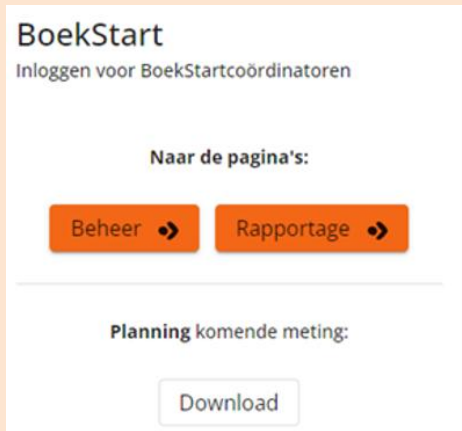 BoekStart
Inloggen voor BoekStartcoördinatoren
Naar de pagina's:
Beheer
Rapportage
Planning komende meting:
Download